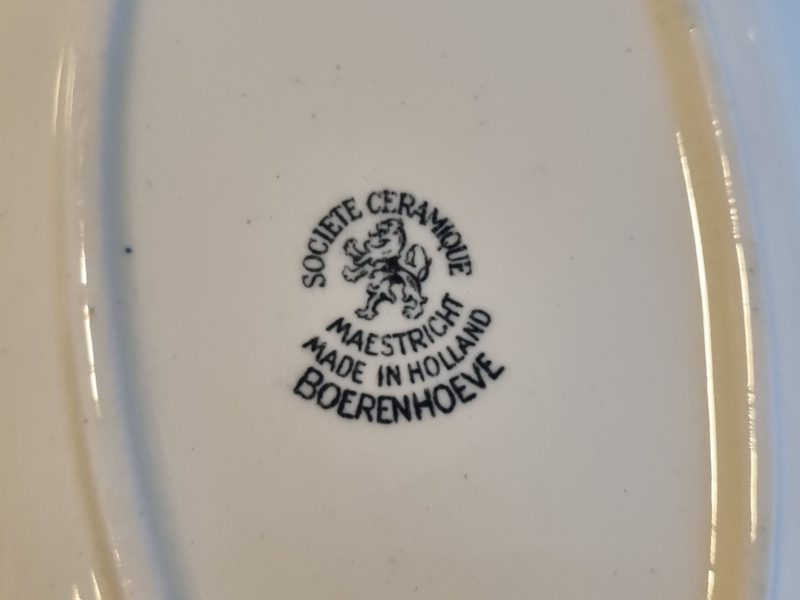 SOCIETE CERAMIQUE
MAESTRICHT
MADE IN HOLLAND
BOERENHOEVE